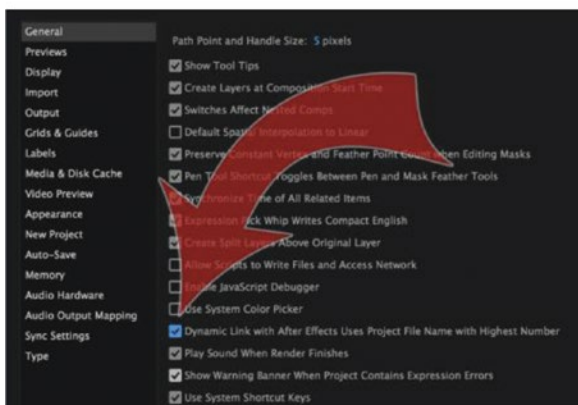 General
Previews
Display
Import
Output
Grids & Guides
Labels
Media & Disk Cache
Video Preview
Appearance
New Project
Auto-Save
Memory
Audio Hardware
Audio Output Mapping
Sync Settings
Type
Path Point and Handle Size: 5 pixels
Show Tool Tips
Create Layers at Composition Start Time
Switches Affect Nested Comps
Default Spatial Interpolation to Linear
Preserve Constant Vertex and Feather Point Count when Editing Masks
Pen Tool Shortcut Toggles Between Pen and Mask Feather Tools
Synchronize Time of All Related Items
Expression Pick Whip Writes Compact English
Create Split Layers Above Original Layer
Allow Scripts to Write Files and Access Network
Enable JavaScript Debugger
Use System Color Picker
Dynamic Link with After Effects Uses Project File Name with Highest Number
Play Sound When Render Finishes
Show Warning Banner When Project Contains Expression Errors
Use System Shortcut Keys